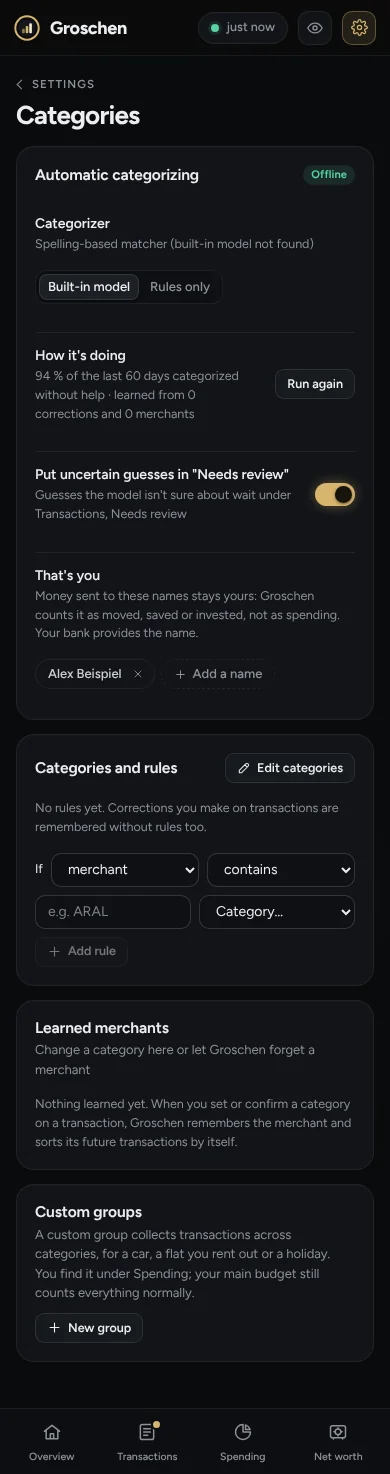 Groschen
just now
SETTINGS
Categories
Automatic categorizing
Offline
Categorizer
Spelling-based matcher (built-in model not found)
Built-in model
Rules only
How it's doing
94 % of the last 60 days categorized
without help · learned from 0
corrections and 0 merchants
Run again
Put uncertain guesses in "Needs review"
Guesses the model isn't sure about wait under
Transactions, Needs review
That's you
Money sent to these names stays yours: Groschen
counts it as moved, saved or invested, not as spending.
Your bank provides the name.
Alex Beispiel ×
+ Add a name
Categories and rules
Edit categories
No rules yet. Corrections you make on transactions are
remembered without rules too.
If
merchant
contains
e.g. ARAL
Category...
+ Add rule
Learned merchants
Change a category here or let Groschen forget a
merchant
Nothing learned yet. When you set or confirm a category
on a transaction, Groschen remembers the merchant and
sorts its future transactions by itself.
Custom groups
A custom group collects transactions across
categories, for a car, a flat you rent out or a holiday.
You find it under Spending; your main budget still
counts everything normally.
+ New group
Overview
Transactions
Spending
Net worth